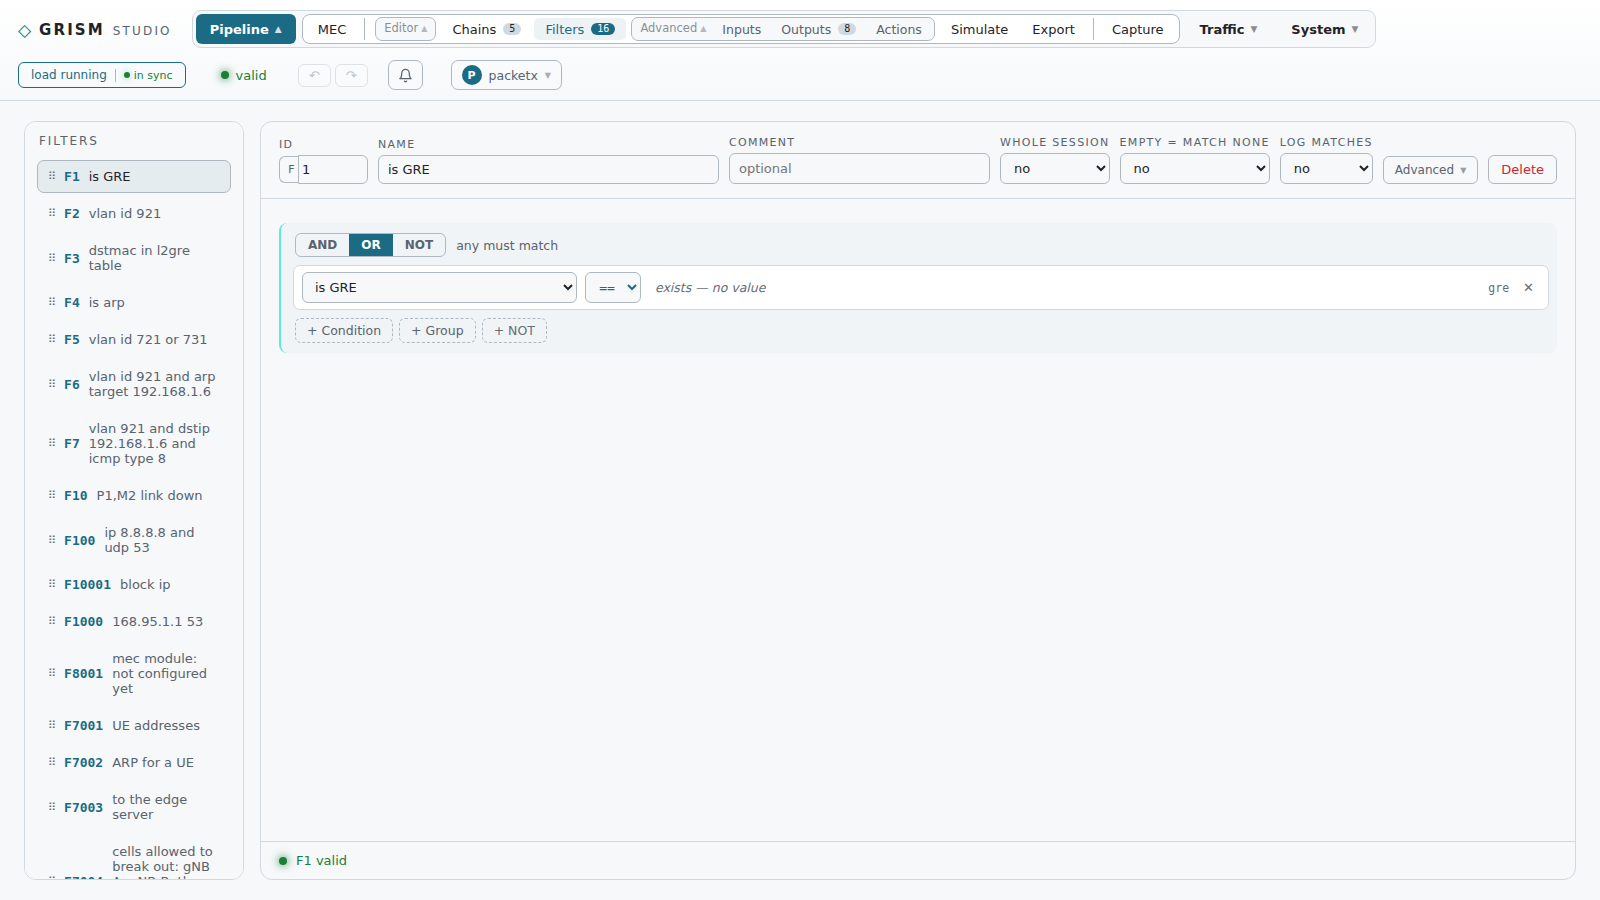 ◇ GRISM STUDIO
Pipeline ▲
MEC
Editor ▲
Chains 5
Filters 16
Advanced ▲
Inputs
Outputs 8
Actions
Simulate
Export
Capture
Traffic ▼
System ▼
load running
in sync
valid
↶
↷
P packetx ▼
FILTERS
F1 is GRE
F2 vlan id 921
F3 dstmac in l2gre
table
F4 is arp
F5 vlan id 721 or 731
F6 vlan id 921 and arp
target 192.168.1.6
F7 vlan 921 and dstip
192.168.1.6 and
icmp type 8
F10 P1,M2 link down
F100 ip 8.8.8.8 and
udp 53
F10001 block ip
F1000 168.95.1.1 53
F8001 mec module:
not configured
yet
F7001 UE addresses
F7002 ARP for a UE
F7003 to the edge
server
cells allowed to
break out: gNB
ID
F 1
NAME
is GRE
COMMENT
optional
WHOLE SESSION
no
EMPTY = MATCH NONE
no
LOG MATCHES
no
Advanced ▼
Delete
AND OR NOT any must match
is GRE
==
exists — no value
gre ✕
+ Condition
+ Group
+ NOT
F1 valid